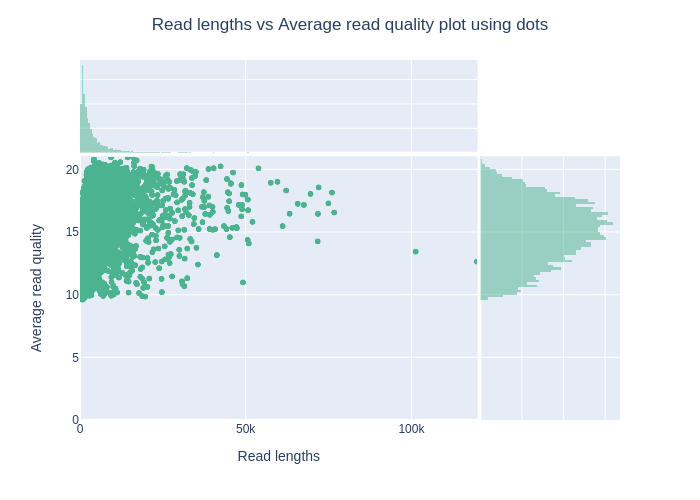 Read lengths vs Average read quality plot using dots
20
15
10
5
0
Average read quality
0
50k
100k
Read lengths